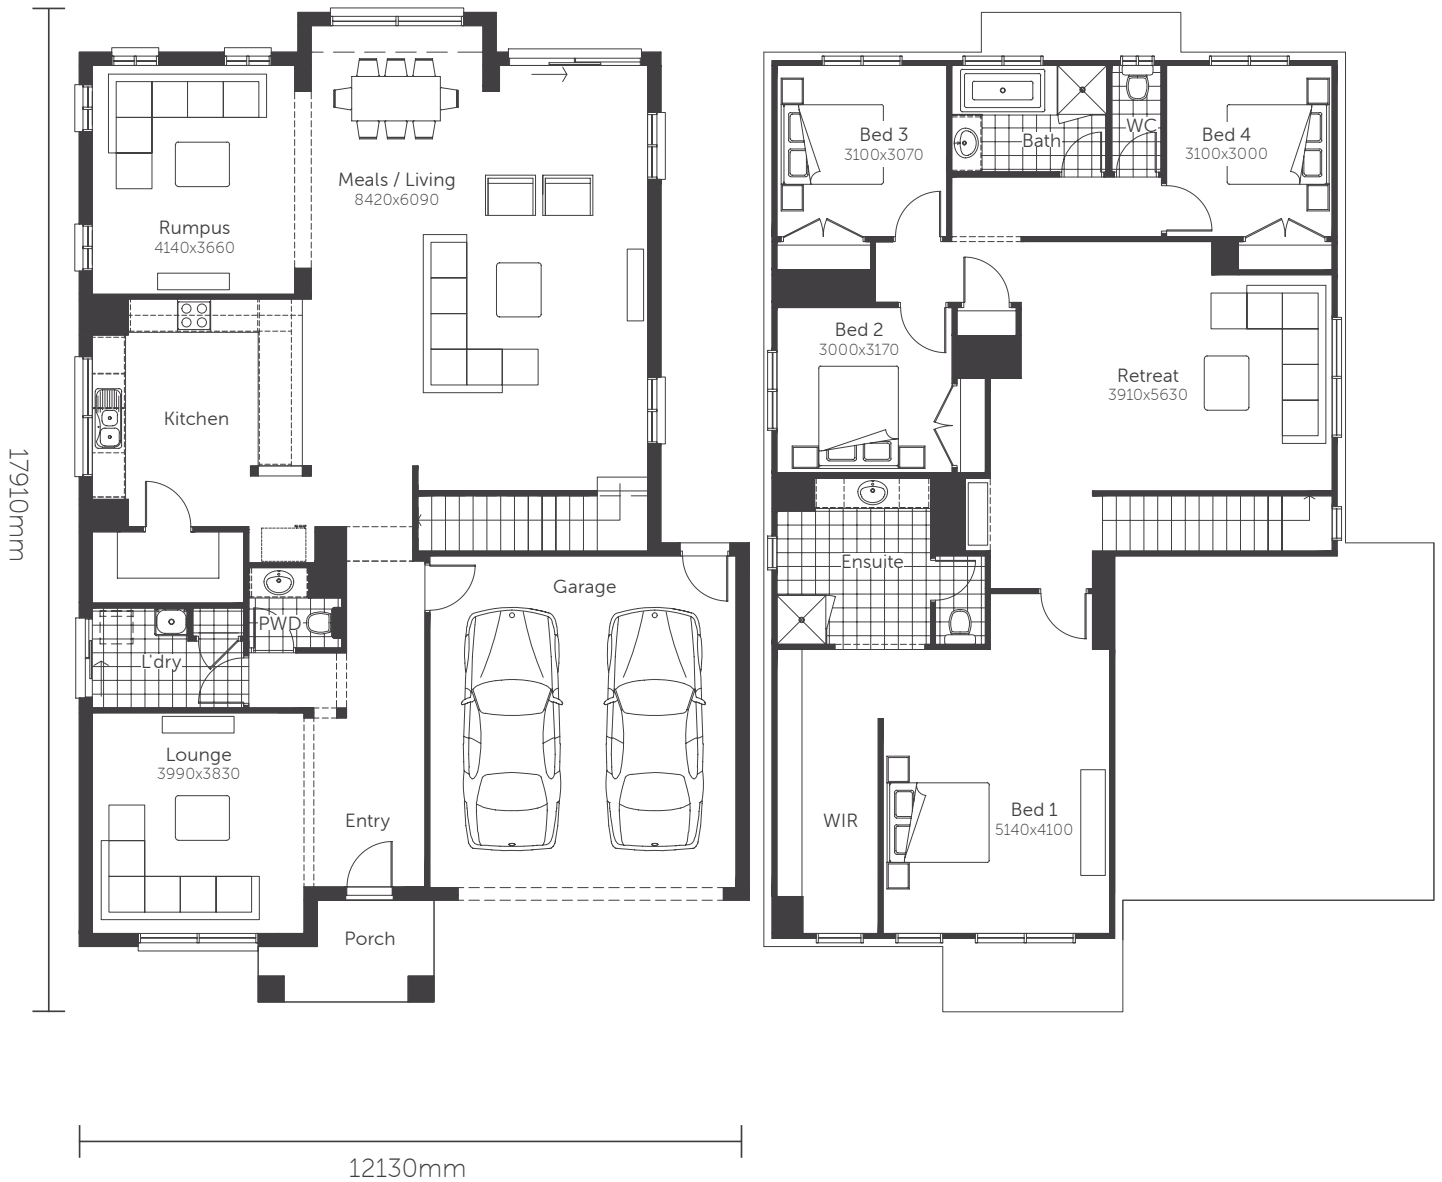 Meals / Living
8420x6090
Rumpus
4140x3660
Kitchen
17910mm
Garage
PWD
L'dry
Lounge
3990x3830
Entry
Porch
12130mm
Bed 3
3100x3070
Bath
WC
Bed 4
3100x3000
Bed 2
3000x3170
Retreat
3910x5630
Ensuite
WIR
Bed 1
5140x4100